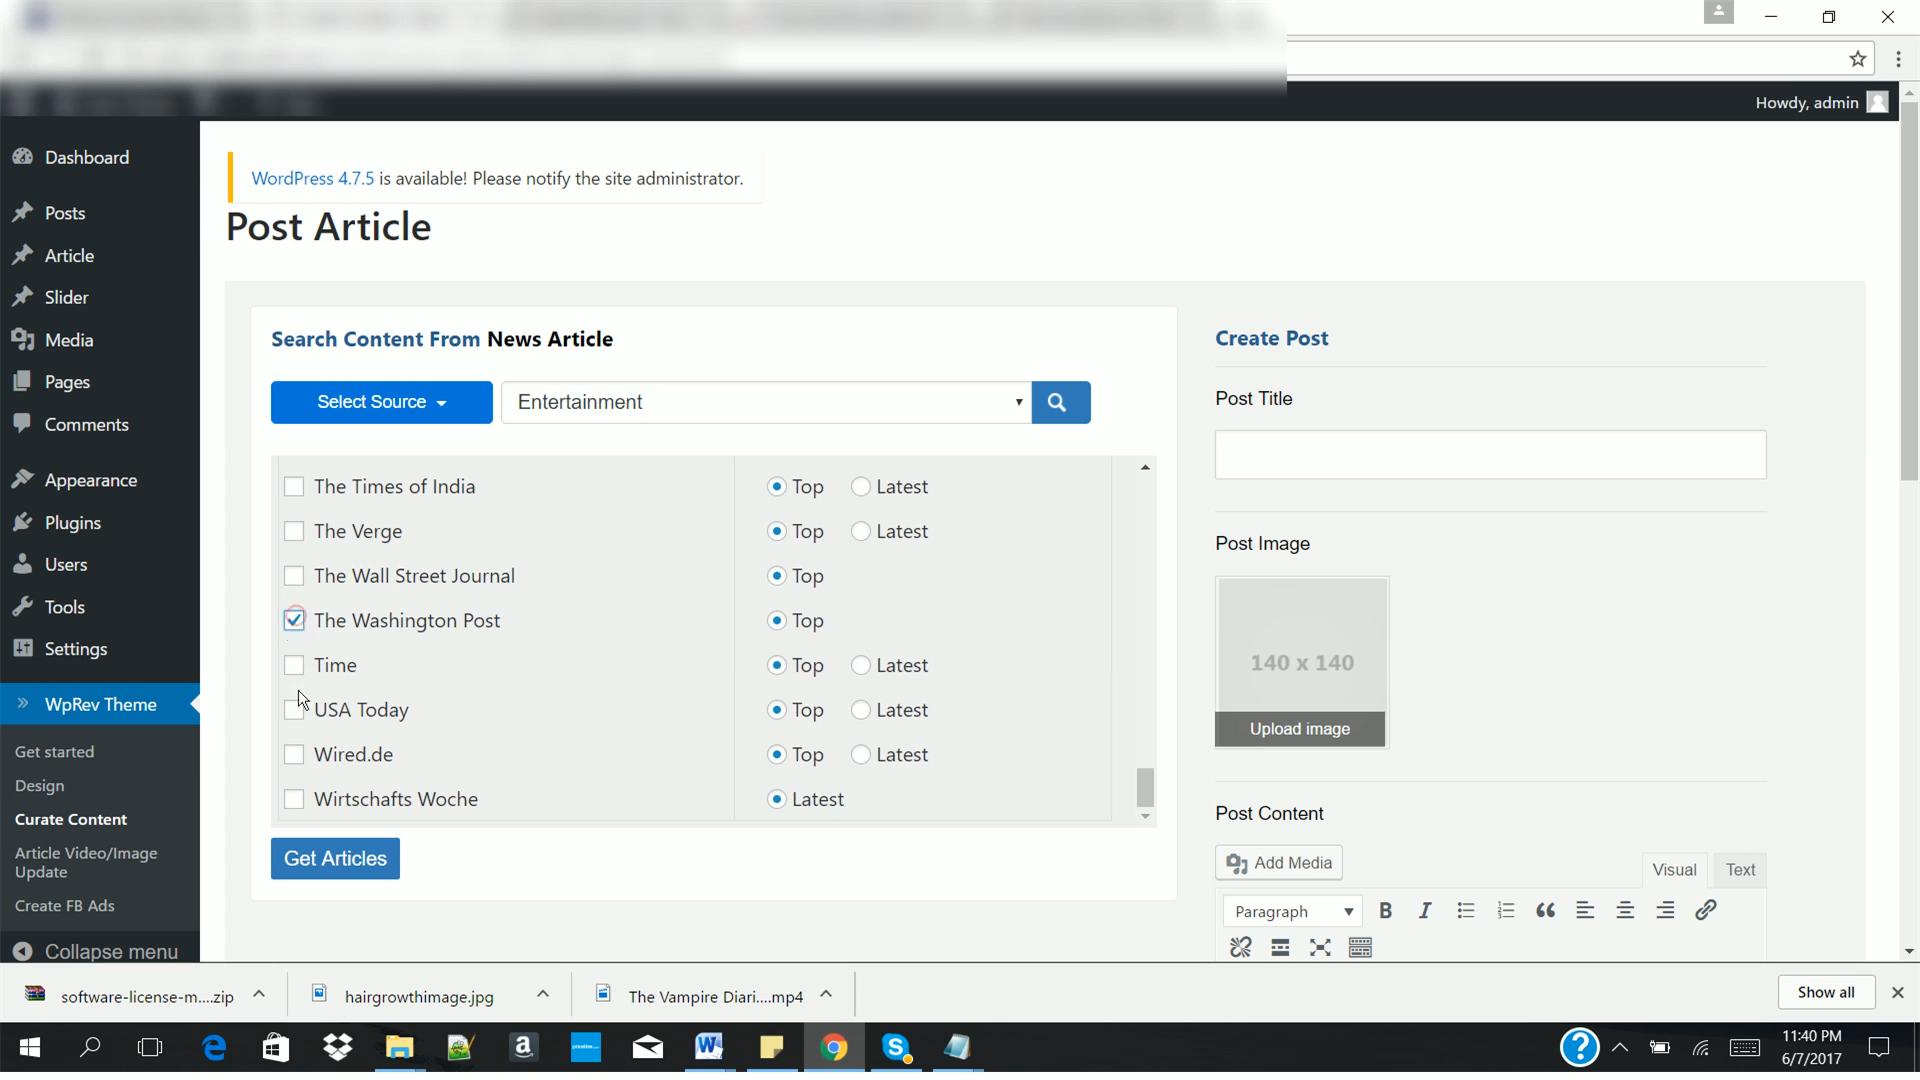 Howdy, admin
Dashboard
Posts
Article
Slider
Media
Pages
Comments
Appearance
Plugins
Users
Tools
Settings
WpRev Theme
Get started
Design
Curate Content
Article Video/Image
Update
Create FB Ads
Collapse menu
WordPress 4.7.5 is available! Please notify the site administrator.
Post Article
Search Content From News Article
Select Source
Entertainment
The Times of India Top Latest
The Verge Top Latest
The Wall Street Journal Top
The Washington Post Top
Time Top Latest
USA Today Top Latest
Wired.de Top Latest
Wirtschafts Woche Latest
Get Articles
Create Post
Post Title
Post Image
140 x 140
Upload image
Post Content
Add Media
Visual Text
Paragraph B I
software-license-m....zip
hairgrowthimage.jpg
The Vampire Diari....mp4
Show all
11:40 PM
6/7/2017